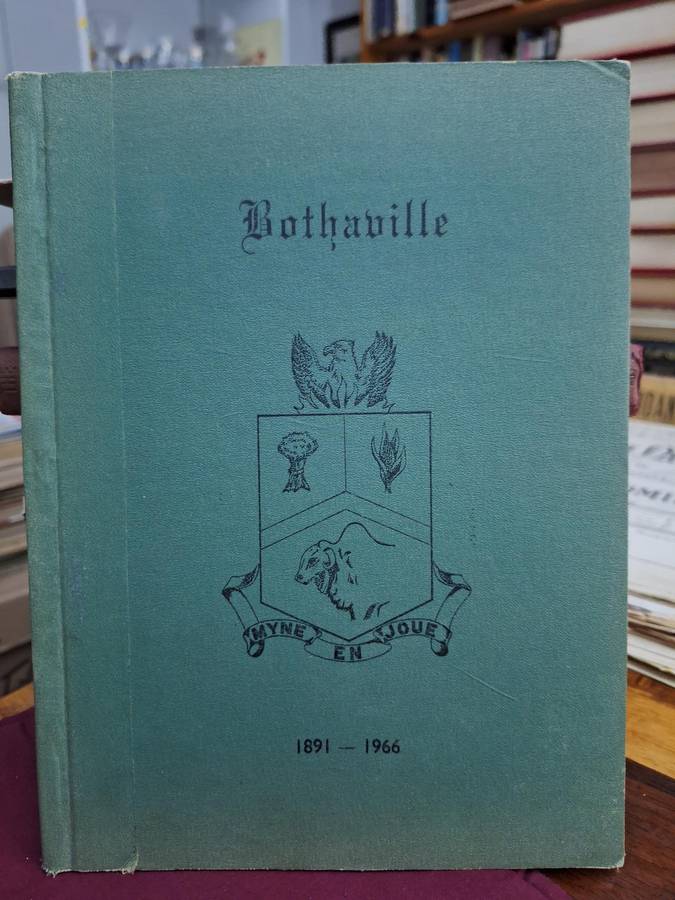 Bothaville
MYNE EN JOUE
1891 — 1966